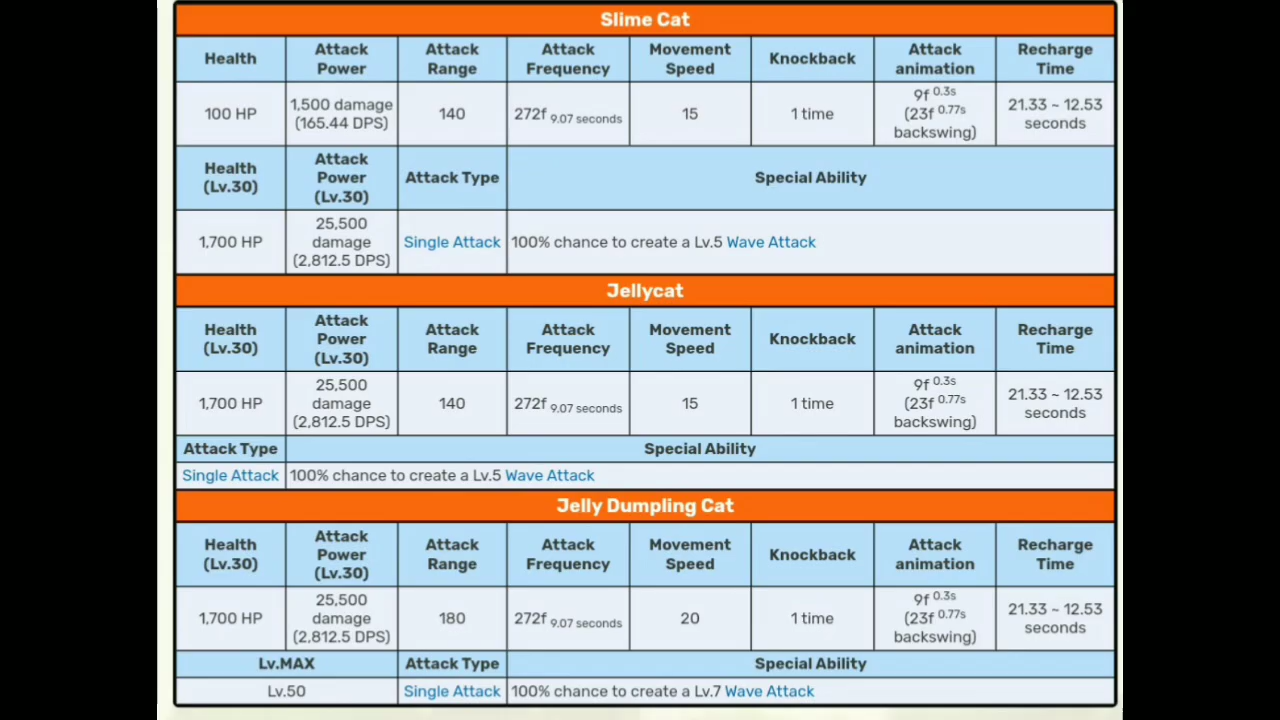 Slime Cat
Health Attack Power Attack Range Attack Frequency Movement Speed Knockback Attack animation Recharge Time
100 HP 1,500 damage (165.44 DPS) 140 272f 9.07 seconds 15 1 time 9f 0.3s (23f 0.77s backswing) 21.33 ~ 12.53 seconds
Health (Lv.30) Attack Power (Lv.30) Attack Type Special Ability
1,700 HP 25,500 damage (2,812.5 DPS) Single Attack 100% chance to create a Lv.5 Wave Attack
Jellycat
Health (Lv.30) Attack Power (Lv.30) Attack Range Attack Frequency Movement Speed Knockback Attack animation Recharge Time
1,700 HP 25,500 damage (2,812.5 DPS) 140 272f 9.07 seconds 15 1 time 9f 0.3s (23f 0.77s backswing) 21.33 ~ 12.53 seconds
Attack Type Special Ability
Single Attack 100% chance to create a Lv.5 Wave Attack
Jelly Dumpling Cat
Health (Lv.30) Attack Power (Lv.30) Attack Range Attack Frequency Movement Speed Knockback Attack animation Recharge Time
1,700 HP 25,500 damage (2,812.5 DPS) 180 272f 9.07 seconds 20 1 time 9f 0.3s (23f 0.77s backswing) 21.33 ~ 12.53 seconds
Lv.MAX Attack Type Special Ability
Lv.50 Single Attack 100% chance to create a Lv.7 Wave Attack